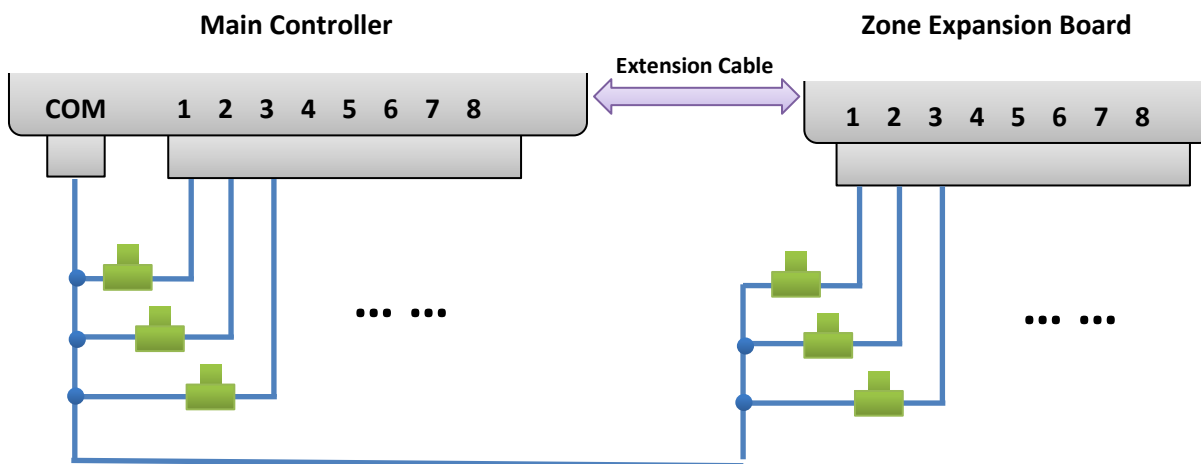 Main Controller
Zone Expansion Board
Extension Cable
COM 1 2 3 4 5 6 7 8
1 2 3 4 5 6 7 8
... ...
... ...